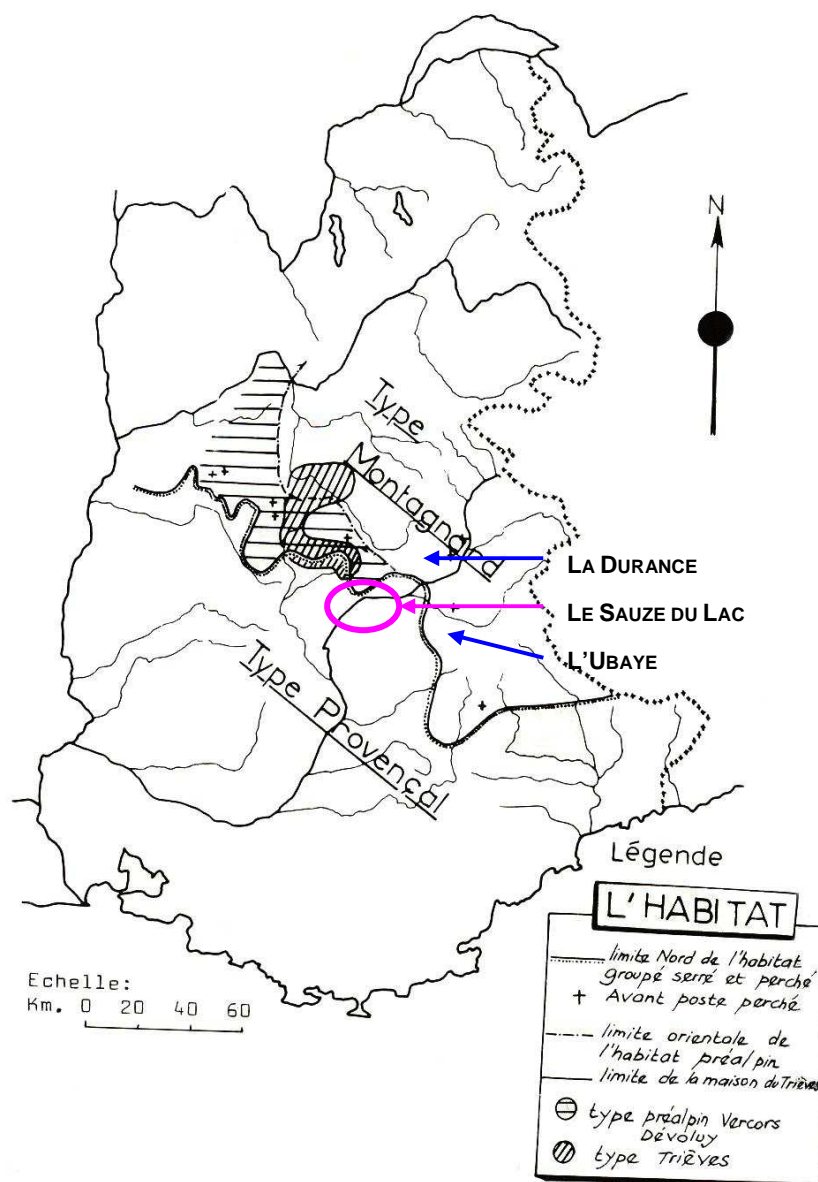 N
Type
Montagnard
LA DURANCE
LE SAUZE DU LAC
L'UBAYE
Type Provençal
Légende
L'HABITAT
limite Nord de l'habitat
groupé serré et perché
+ Avant poste perché
limite orientale de
l'habitat préalpin
limite de la maison du Trièves
type préalpin Vercors
Dévoluy
type Trièves
Echelle:
Km. 0 20 40 60